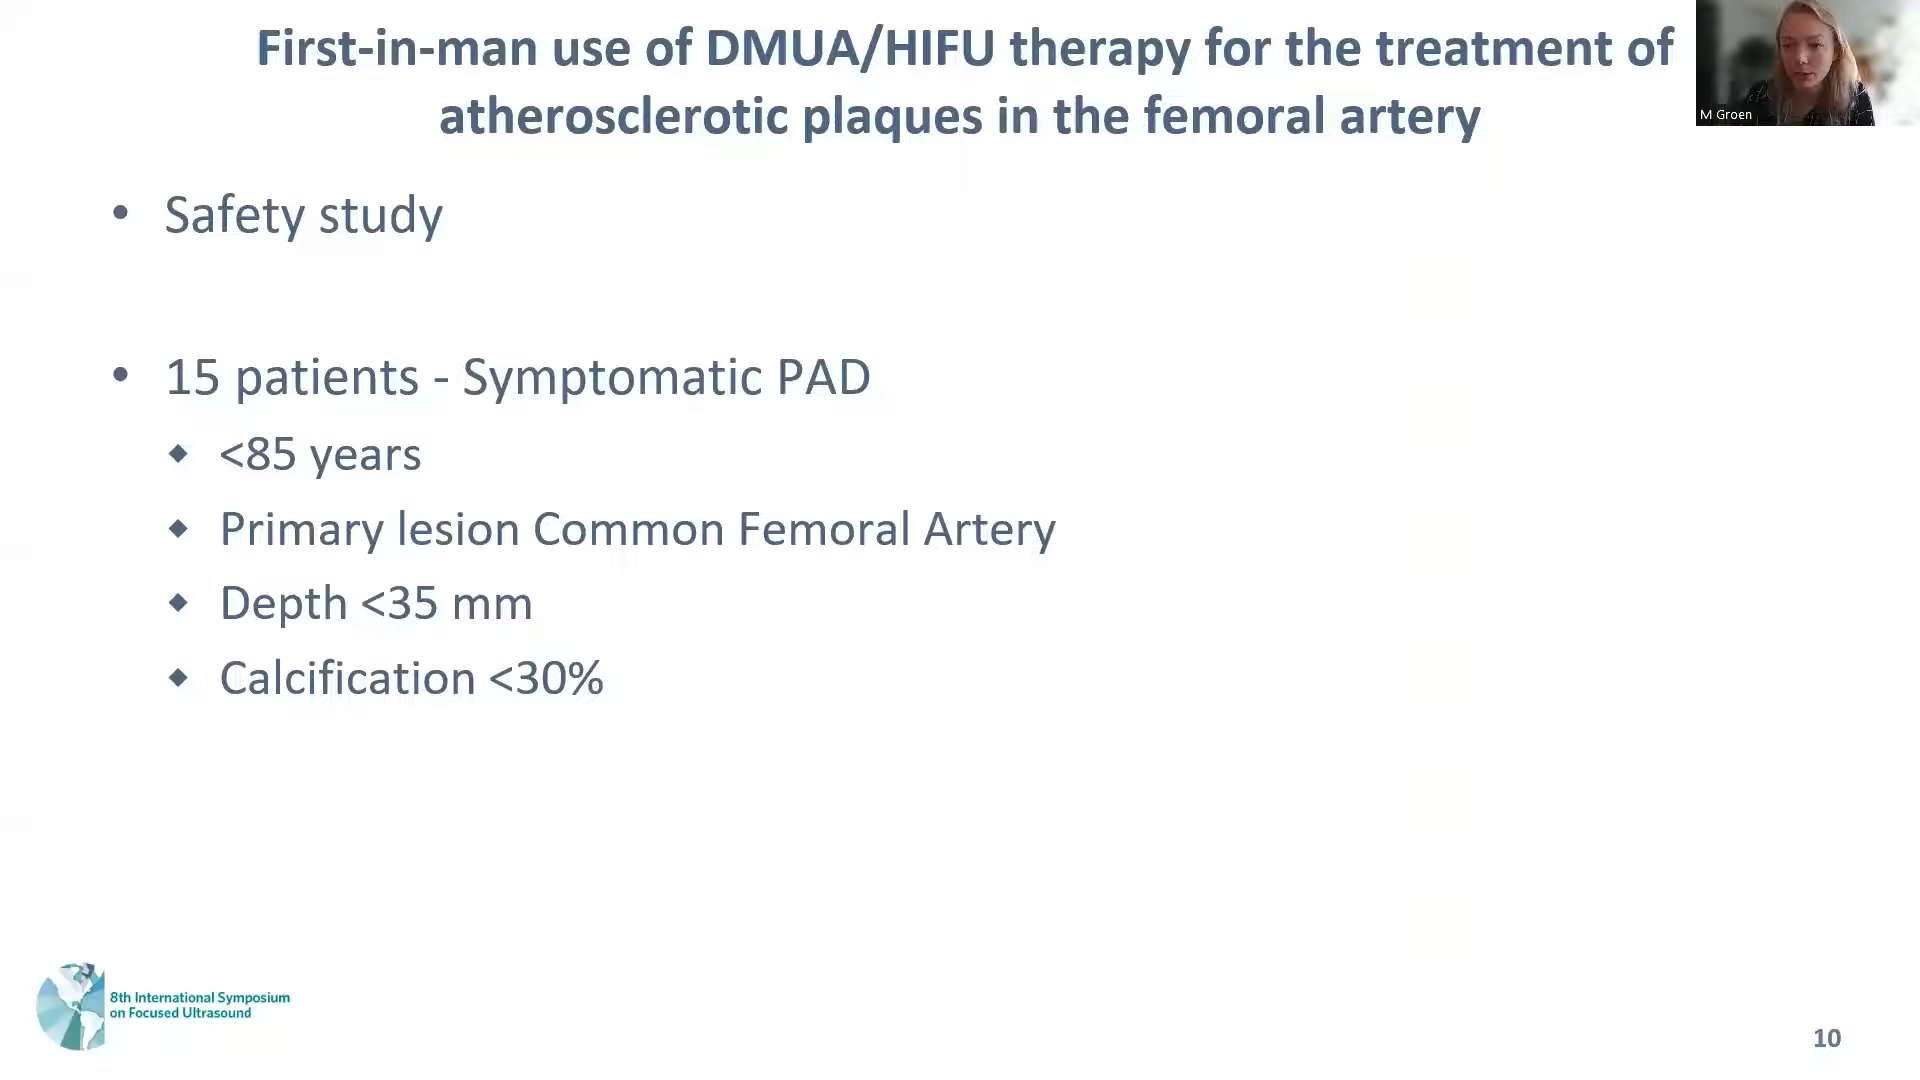 First-in-man use of DMUA/HIFU therapy for the treatment of
atherosclerotic plaques in the femoral artery
M Groen
• Safety study
• 15 patients - Symptomatic PAD
◆ <85 years
◆ Primary lesion Common Femoral Artery
◆ Depth <35 mm
◆ Calcification <30%
8th International Symposium
on Focused Ultrasound
10